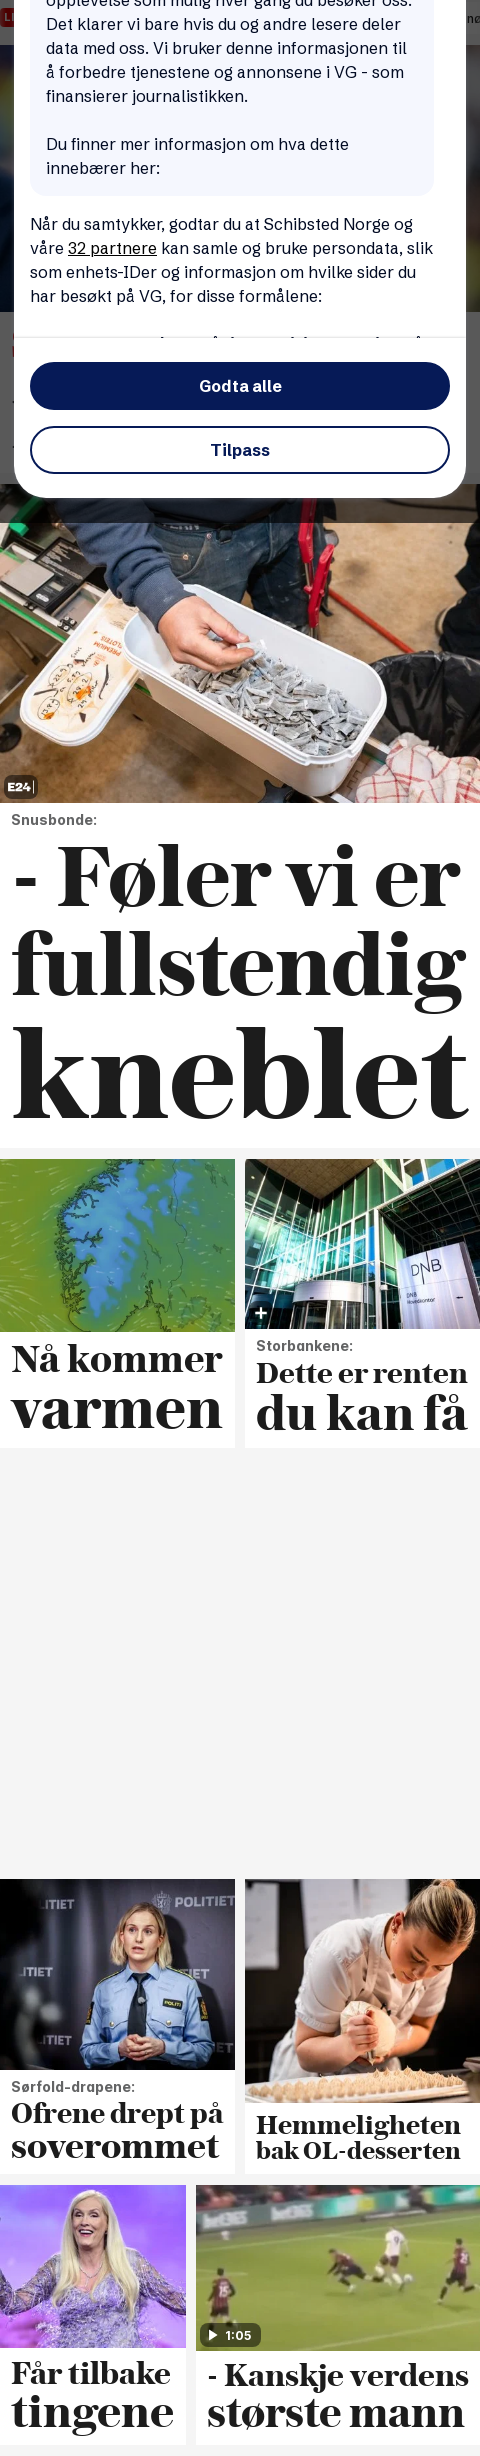 opplevelse som mulig hver gang du besøker oss.
Det klarer vi bare hvis du og andre lesere deler
data med oss. Vi bruker denne informasjonen til
å forbedre tjenestene og annonsene i VG - som
finansierer journalistikken.
Du finner mer informasjon om hva dette
innebærer her:
Når du samtykker, godtar du at Schibsted Norge og
våre 32 partnere kan samle og bruke persondata, slik
som enhets-IDer og informasjon om hvilke sider du
har besøkt på VG, for disse formålene:
Godta alle
Tilpass
E24
Snusbonde:
- Føler vi er
fullstendig
kneblet
DNB
DNB
Nå kommer
varmen
Storbankene:
Dette er renten
du kan få
POLITIET
POLITI
Sørfold-drapene:
Ofrene drept på
soverommet
Hemmeligheten
bak OL-desserten
1:05
Får tilbake
tingene
- Kanskje verdens
største mann